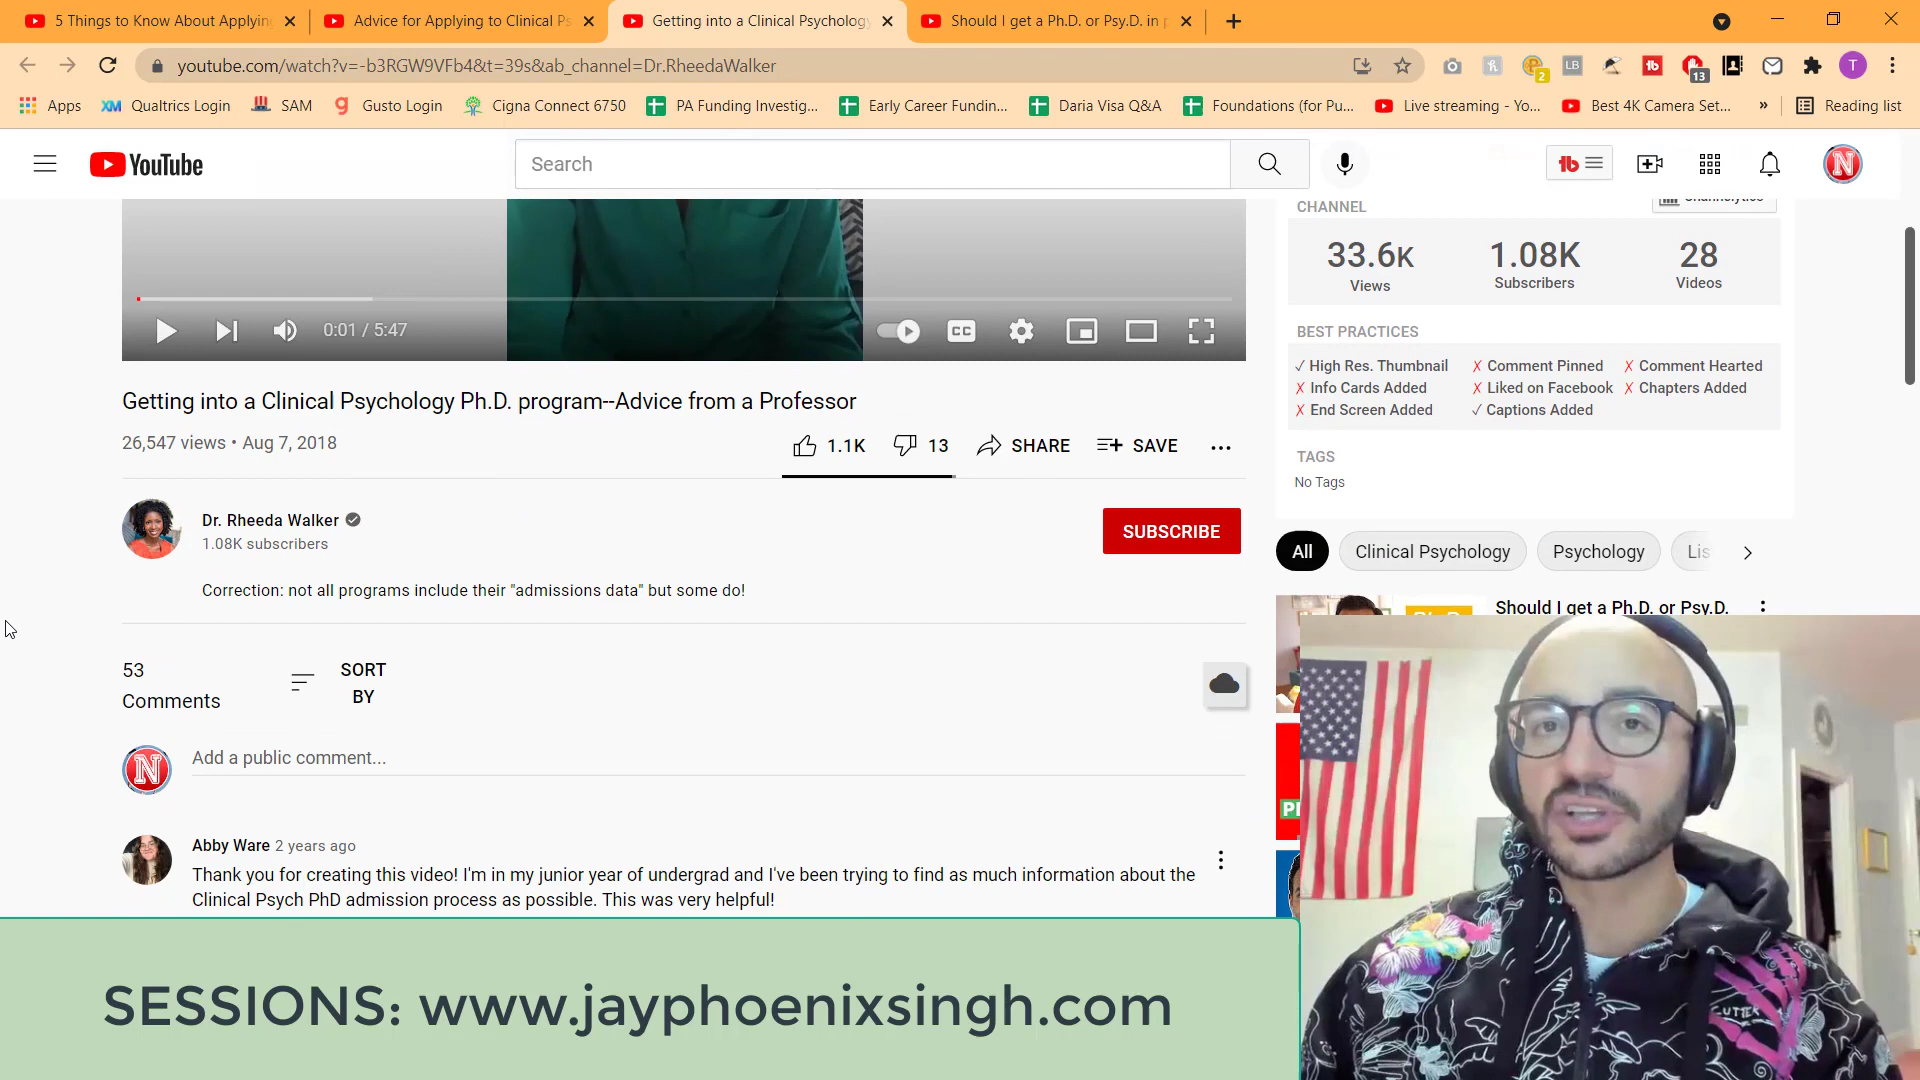 5 Things to Know About Applying
Advice for Applying to Clinical Ps
Getting into a Clinical Psychology
Should I get a Ph.D. or Psy.D. in p
youtube.com/watch?v=-b3RGW9VFb4&t=39s&ab_channel=Dr.RheedaWalker
2
LB
13
T
Apps
XM Qualtrics Login
SAM
Gusto Login
Cigna Connect 6750
PA Funding Investig...
Early Career Fundin...
Daria Visa Q&A
Foundations (for Pu...
Live streaming - Yo...
Best 4K Camera Set...
»
Reading list
YouTube
Search
tb
N
CHANNEL
33.6K
Views
1.08K
Subscribers
28
Videos
0:01 / 5:47
CC
BEST PRACTICES
✓ High Res. Thumbnail
✗ Comment Pinned
✗ Comment Hearted
✗ Info Cards Added
✗ Liked on Facebook
✗ Chapters Added
✗ End Screen Added
✓ Captions Added
TAGS
No Tags
Getting into a Clinical Psychology Ph.D. program--Advice from a Professor
26,547 views • Aug 7, 2018
1.1K
13
SHARE
SAVE
Dr. Rheeda Walker
1.08K subscribers
SUBSCRIBE
Correction: not all programs include their "admissions data" but some do!
All
Clinical Psychology
Psychology
Lis
Should I get a Ph.D. or Psy.D.
53
Comments
SORT
BY
N
Add a public comment...
Abby Ware 2 years ago
Thank you for creating this video! I'm in my junior year of undergrad and I've been trying to find as much information about the
Clinical Psych PhD admission process as possible. This was very helpful!
SESSIONS: www.jayphoenixsingh.com